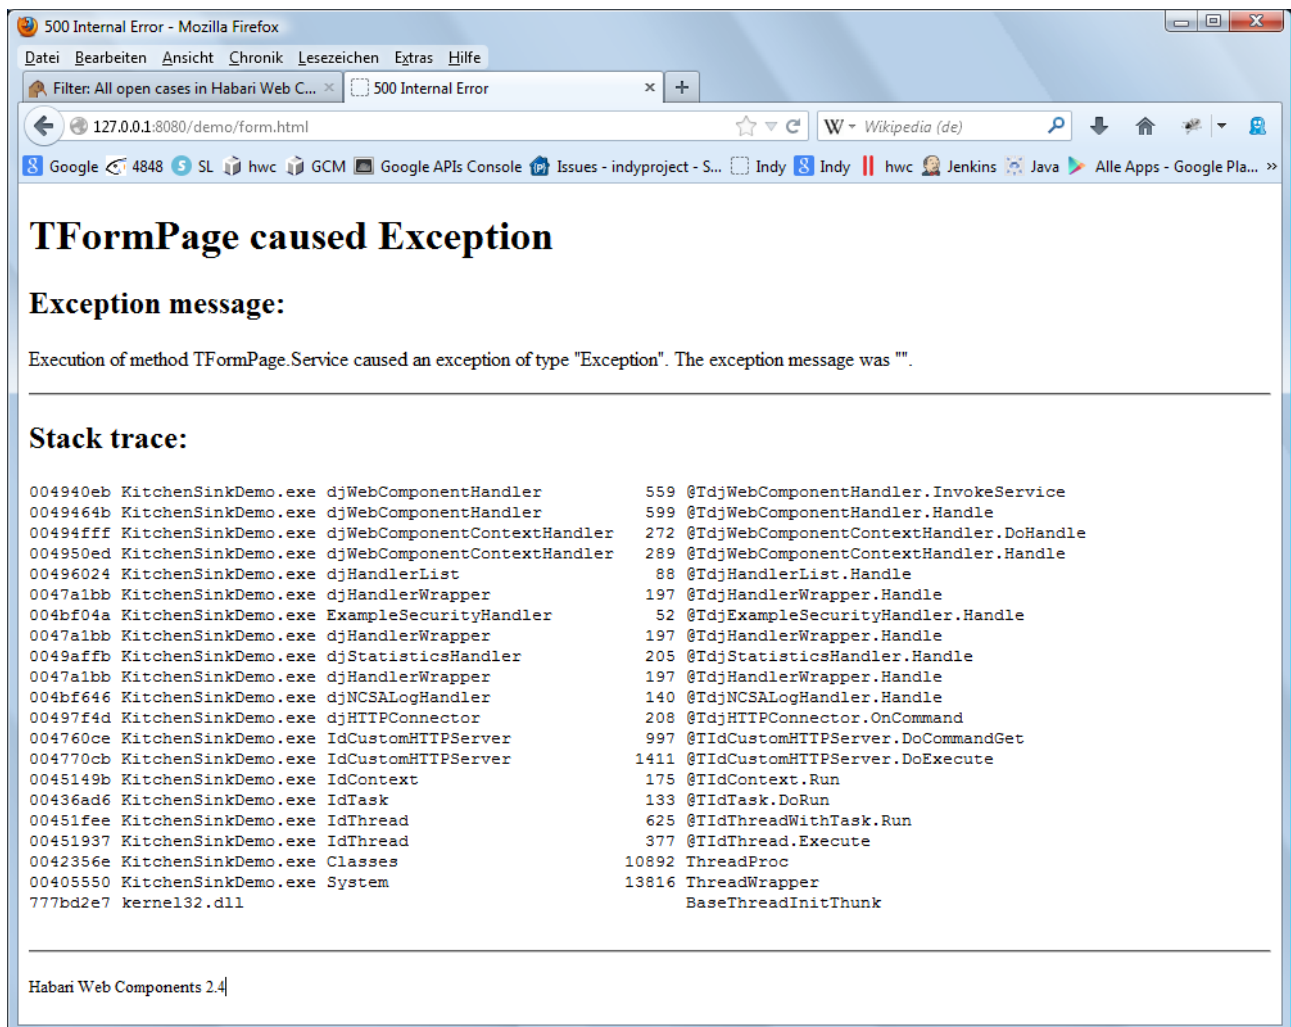 500 Internal Error - Mozilla Firefox
Datei Bearbeiten Ansicht Chronik Lesezeichen Extras Hilfe
Filter: All open cases in Habari Web C... × 500 Internal Error × +
127.0.0.1:8080/demo/form.html W Wikipedia (de)
Google 4848 SL hwc GCM Google APIs Console Issues - indyproject - S... Indy Indy hwc Jenkins Java Alle Apps - Google Pla... »
TFormPage caused Exception
Exception message:
Execution of method TFormPage.Service caused an exception of type "Exception". The exception message was "".
Stack trace:
004940eb KitchenSinkDemo.exe djWebComponentHandler 559 @TdjWebComponentHandler.InvokeService
0049464b KitchenSinkDemo.exe djWebComponentHandler 599 @TdjWebComponentHandler.Handle
00494fff KitchenSinkDemo.exe djWebComponentContextHandler 272 @TdjWebComponentContextHandler.DoHandle
004950ed KitchenSinkDemo.exe djWebComponentContextHandler 289 @TdjWebComponentContextHandler.Handle
00496024 KitchenSinkDemo.exe djHandlerList 88 @TdjHandlerList.Handle
0047a1bb KitchenSinkDemo.exe djHandlerWrapper 197 @TdjHandlerWrapper.Handle
004bf04a KitchenSinkDemo.exe ExampleSecurityHandler 52 @TdjExampleSecurityHandler.Handle
0047a1bb KitchenSinkDemo.exe djHandlerWrapper 197 @TdjHandlerWrapper.Handle
0049affb KitchenSinkDemo.exe djStatisticsHandler 205 @TdjStatisticsHandler.Handle
0047a1bb KitchenSinkDemo.exe djHandlerWrapper 197 @TdjHandlerWrapper.Handle
004bf646 KitchenSinkDemo.exe djNCSALogHandler 140 @TdjNCSALogHandler.Handle
00497f4d KitchenSinkDemo.exe djHTTPConnector 208 @TdjHTTPConnector.OnCommand
004760ce KitchenSinkDemo.exe IdCustomHTTPServer 997 @TIdCustomHTTPServer.DoCommandGet
004770cb KitchenSinkDemo.exe IdCustomHTTPServer 1411 @TIdCustomHTTPServer.DoExecute
0045149b KitchenSinkDemo.exe IdContext 175 @TIdContext.Run
00436ad6 KitchenSinkDemo.exe IdTask 133 @TIdTask.DoRun
00451fee KitchenSinkDemo.exe IdThread 625 @TIdThreadWithTask.Run
00451937 KitchenSinkDemo.exe IdThread 377 @TIdThread.Execute
0042356e KitchenSinkDemo.exe Classes 10892 ThreadProc
00405550 KitchenSinkDemo.exe System 13816 ThreadWrapper
777bd2e7 kernel32.dll BaseThreadInitThunk
Habari Web Components 2.4